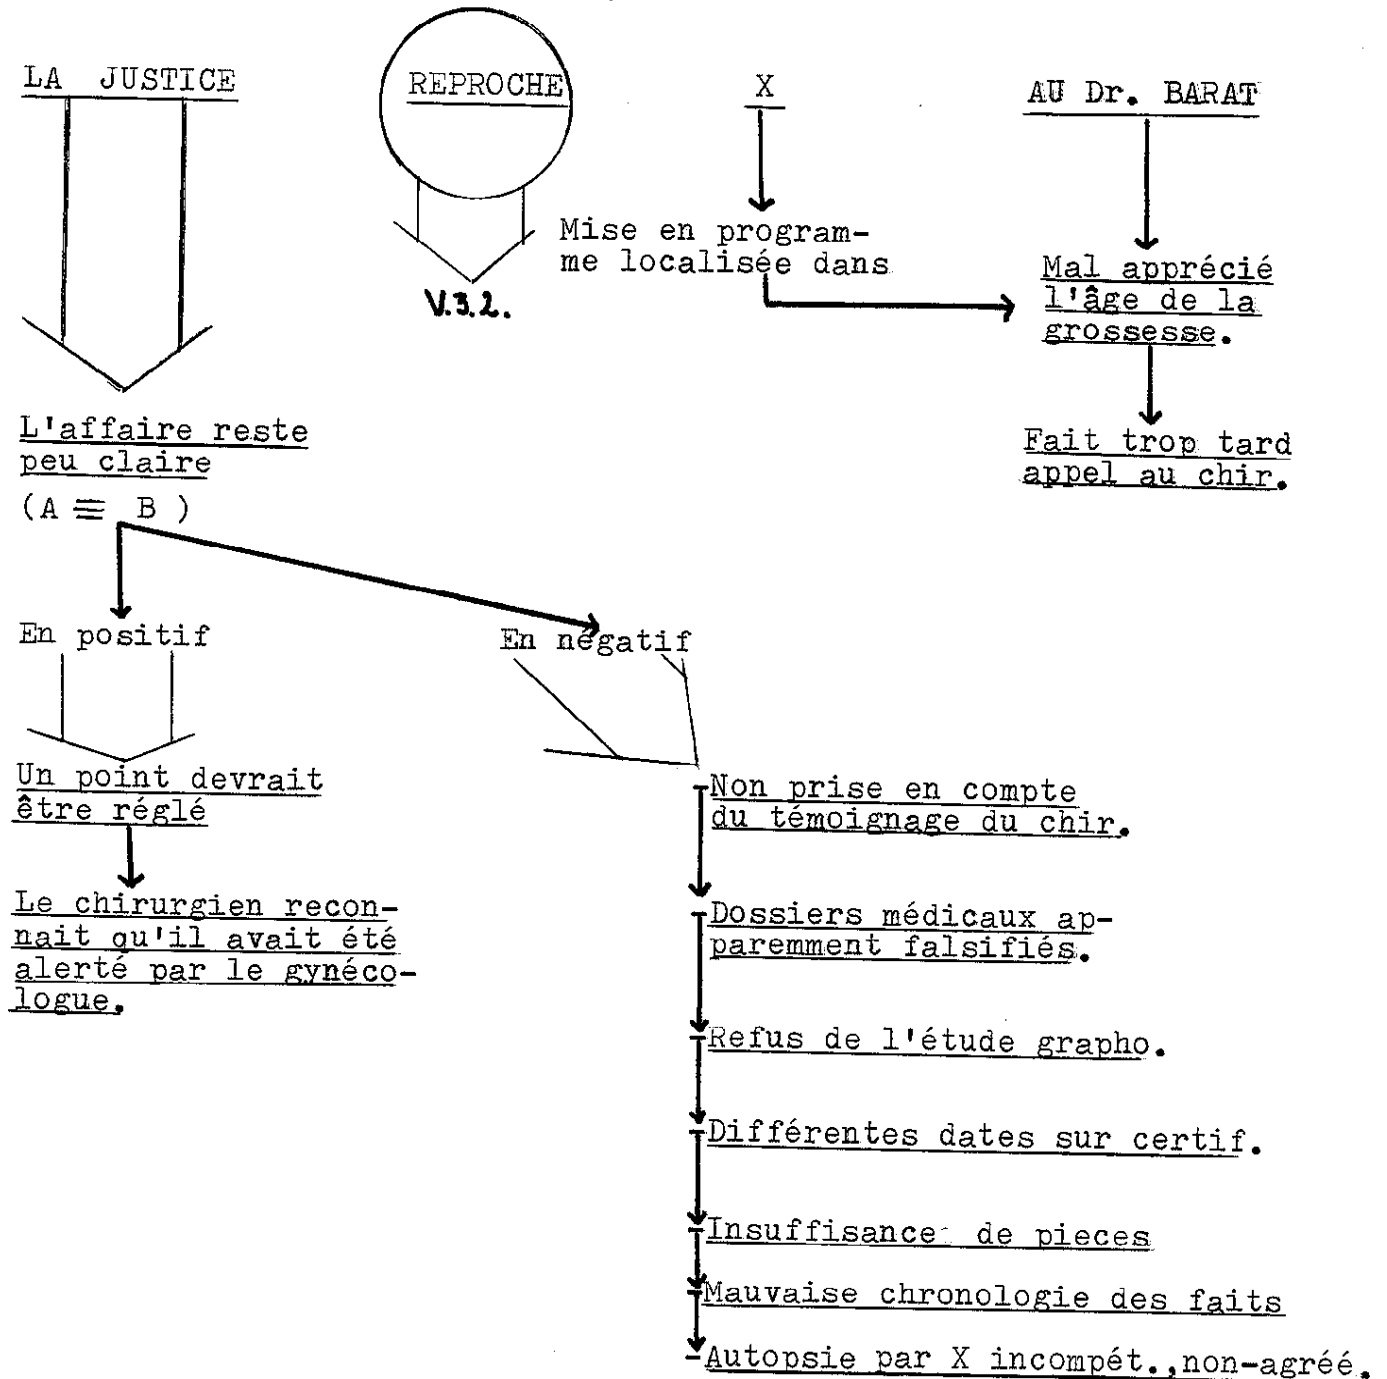 LA JUSTICE
REPROCHE
X
AU Dr. BARAT
Mise en program-
me localisée dans
V.3.2.
Mal apprécié
l'âge de la
grossesse.
Fait trop tard
appel au chir.
L'affaire reste
peu claire
(A ≡ B )
En positif
En négatif
Un point devrait
être réglé
Le chirurgien recon-
nait qu'il avait été
alerté par le gynéco-
logue.
Non prise en compte
du témoignage du chir.
Dossiers médicaux ap-
paremment falsifiés.
Refus de l'étude grapho.
Différentes dates sur certif.
Insuffisance de pieces
Mauvaise chronologie des faits
Autopsie par X incompét.,non-agréé.